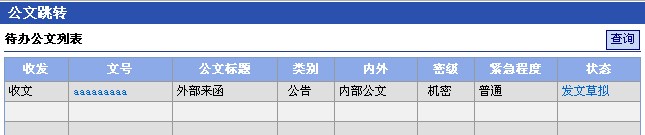 公文跳转
待办公文列表 查询
收发 文号 公文标题 类别 内外 密级 紧急程度 状态
收文 aaaaaaaaa 外部来函 公告 内部公文 机密 普通 发文草拟